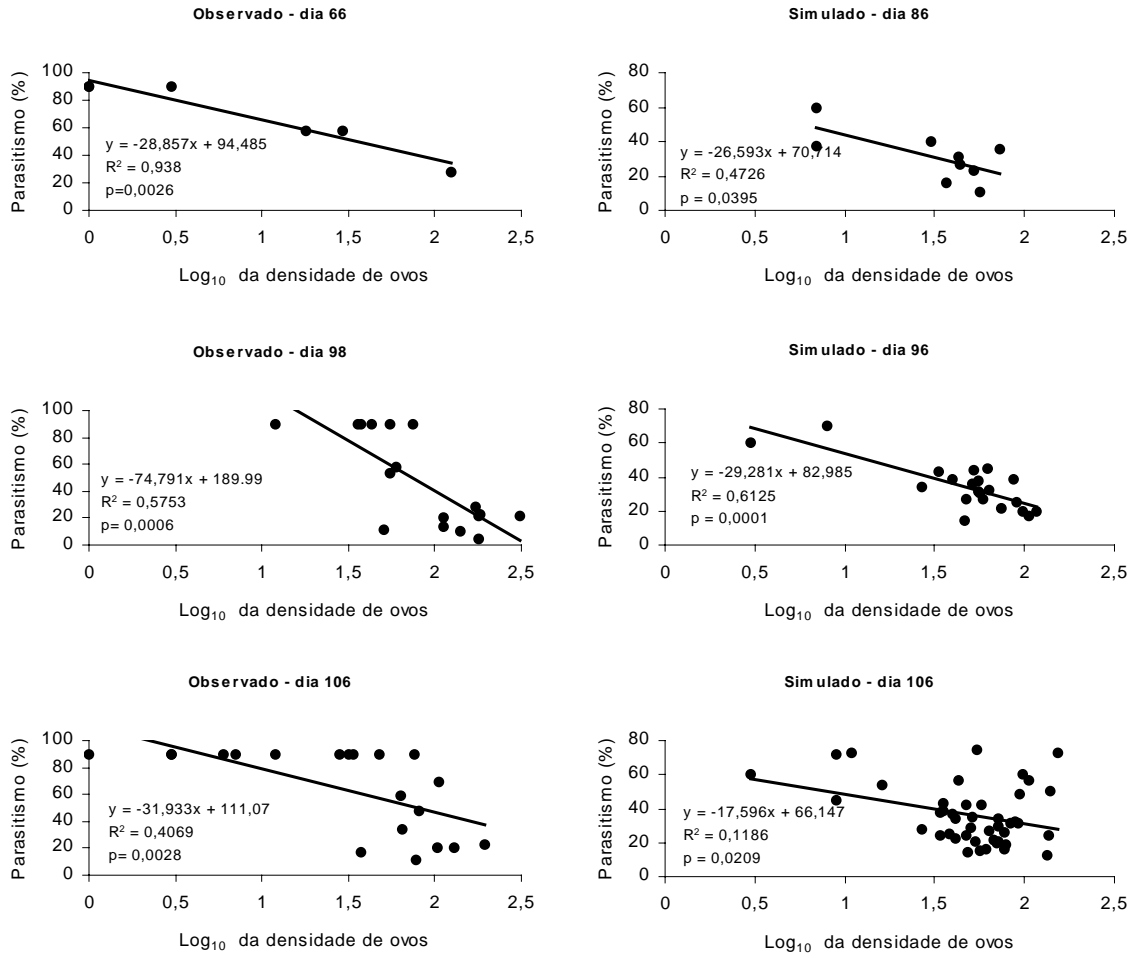 Observado - dia 66
Parasitismo (%)
100
80
60
40
20
0
y = -28,857x + 94,485
R² = 0,938
p=0,0026
0 0,5 1 1,5 2 2,5
Log₁₀ da densidade de ovos
Simulado - dia 86
Parasitismo (%)
80
60
40
20
0
y = -26,593x + 70,714
R² = 0,4726
p = 0,0395
0 0,5 1 1,5 2 2,5
Log₁₀ da densidade de ovos
Observado - dia 98
Parasitismo (%)
100
80
60
40
20
0
y = -74,791x + 189.99
R² = 0,5753
p= 0,0006
0 0,5 1 1,5 2 2,5
Log₁₀ da densidade de ovos
Simulado - dia 96
Parasitismo (%)
80
60
40
20
0
y = -29,281x + 82,985
R² = 0,6125
p = 0,0001
0 0,5 1 1,5 2 2,5
Log₁₀ da densidade de ovos
Observado - dia 106
Parasitismo (%)
100
80
60
40
20
0
y = -31,933x + 111,07
R² = 0,4069
p= 0,0028
0 0,5 1 1,5 2 2,5
Log₁₀ da densidade de ovos
Simulado - dia 106
Parasitismo (%)
80
60
40
20
0
y = -17,596x + 66,147
R² = 0,1186
p = 0,0209
0 0,5 1 1,5 2 2,5
Log₁₀ da densidade de ovos